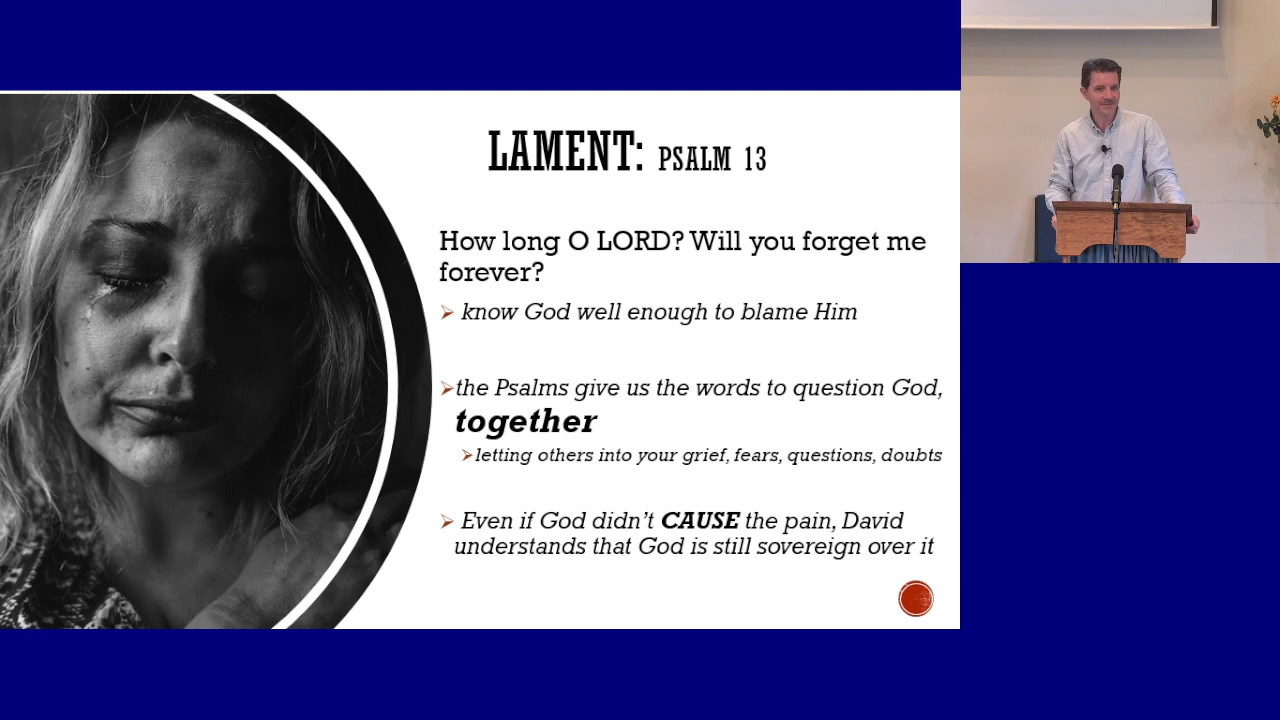 LAMENT: PSALM 13
How long O LORD? Will you forget me
forever?
know God well enough to blame Him
the Psalms give us the words to question God,
together
letting others into your grief, fears, questions, doubts
Even if God didn’t CAUSE the pain, David
understands that God is still sovereign over it